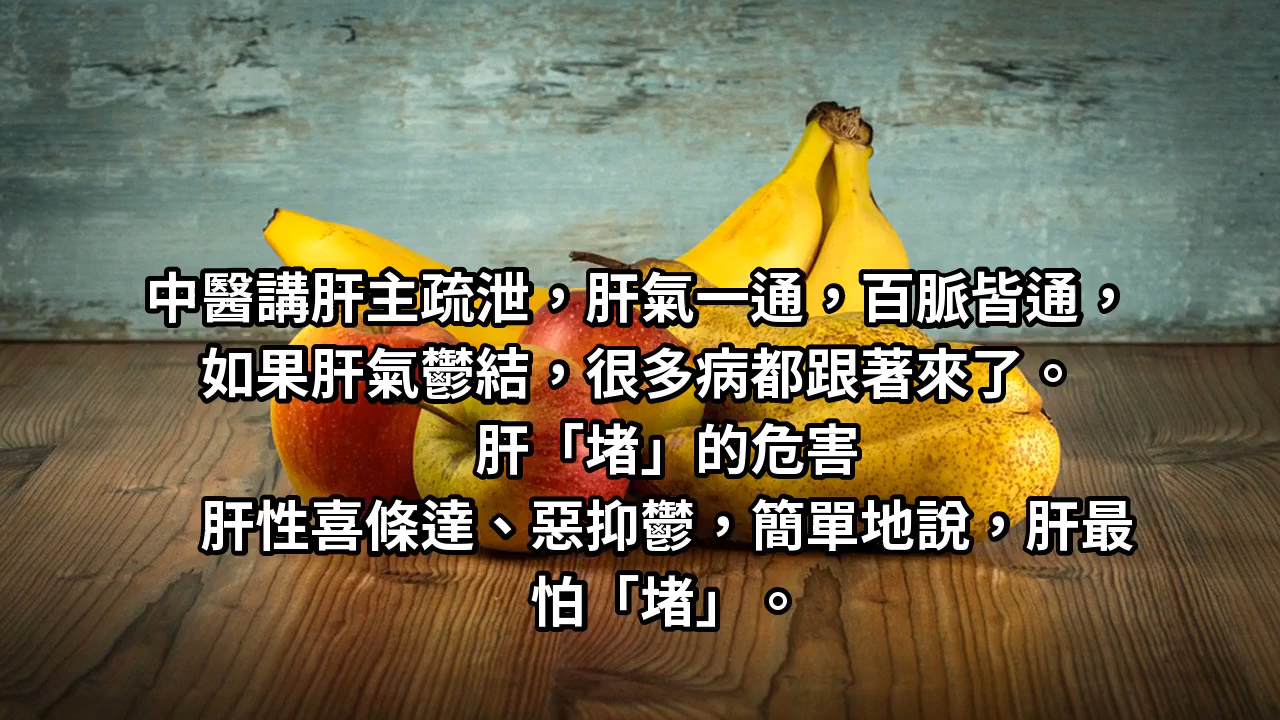 中醫講肝主疏泄，肝氣一通，百脈皆通，
如果肝氣鬱結，很多病都跟著來了。
肝「堵」的危害
肝性喜條達、惡抑鬱，簡單地說，肝最
怕「堵」。